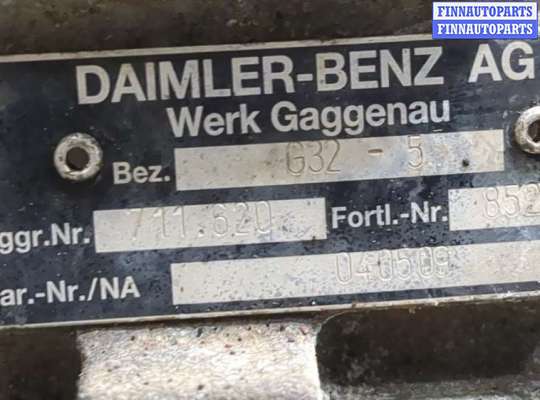 FINNAUTOPARTS
FINNAUTOPARTS
DAIMLER-BENZ AG
Werk Gaggenau
Bez. G32 - 5
ggr.Nr. 711.620 Fortl.-Nr. 852
ar.-Nr./NA 040509